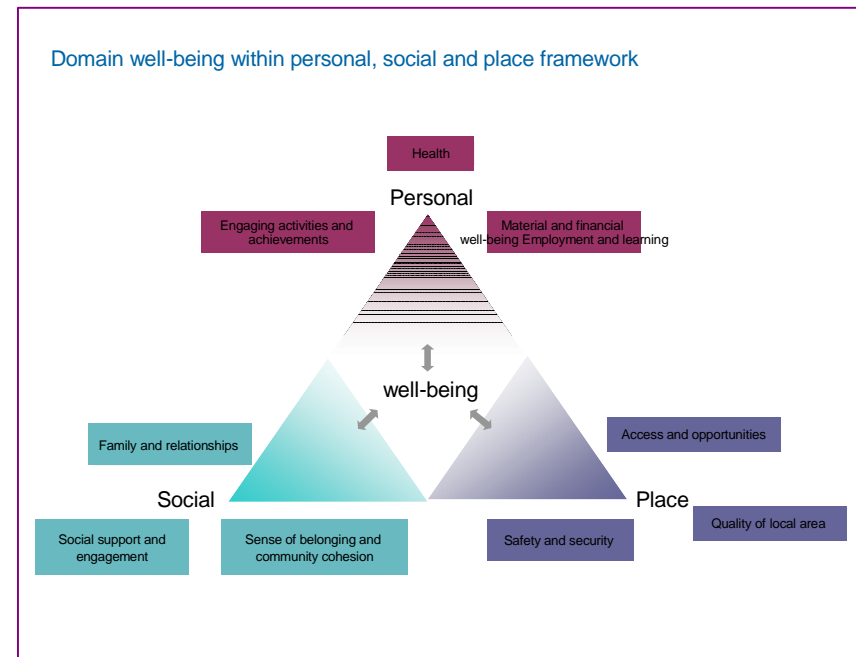 Domain well-being within personal, social and place framework
Health
Personal
Engaging activities and
achievements
Material and financial
well-being Employment and learning
well-being
Family and relationships
Access and opportunities
Social
Place
Social support and
engagement
Sense of belonging and
community cohesion
Safety and security
Quality of local area